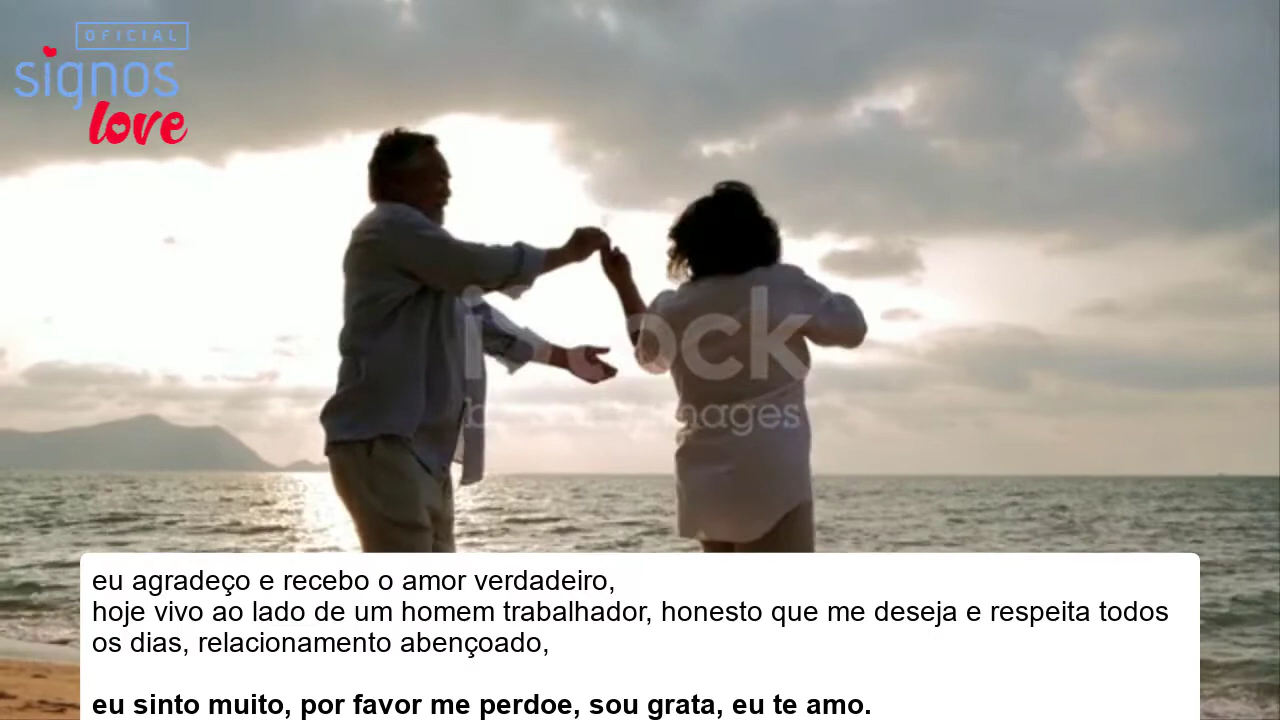 OFICIAL
signos
love
iStock
eu agradeço e recebo o amor verdadeiro,
hoje vivo ao lado de um homem trabalhador, honesto que me deseja e respeita todos
os dias, relacionamento abençoado,
eu sinto muito, por favor me perdoe, sou grata, eu te amo.